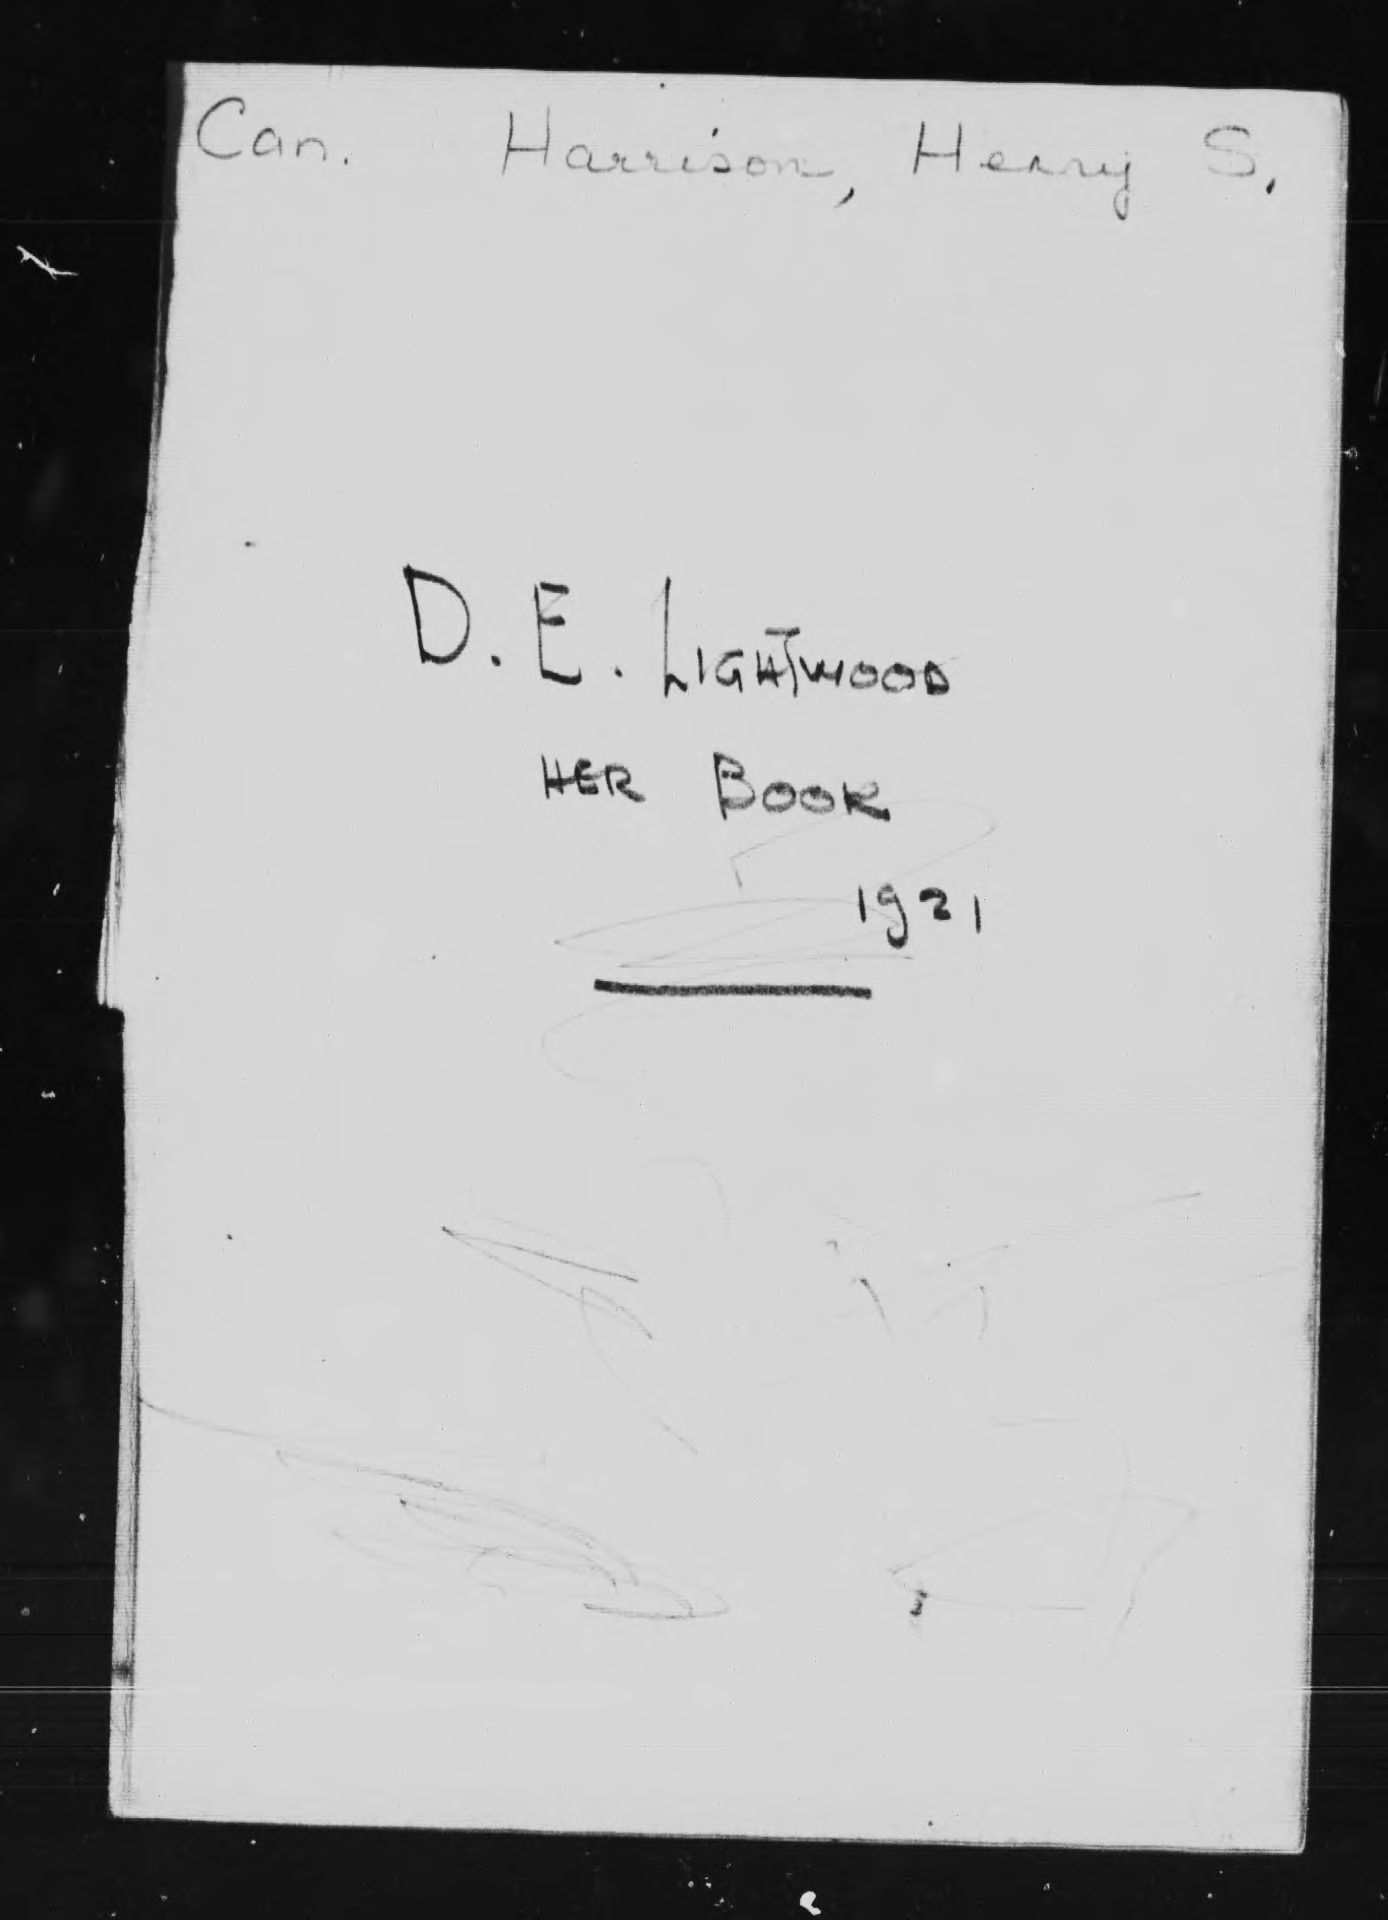 Can. Harrison, Henry S.
D. E. LIGHTWOOD
HER BOOK
1921